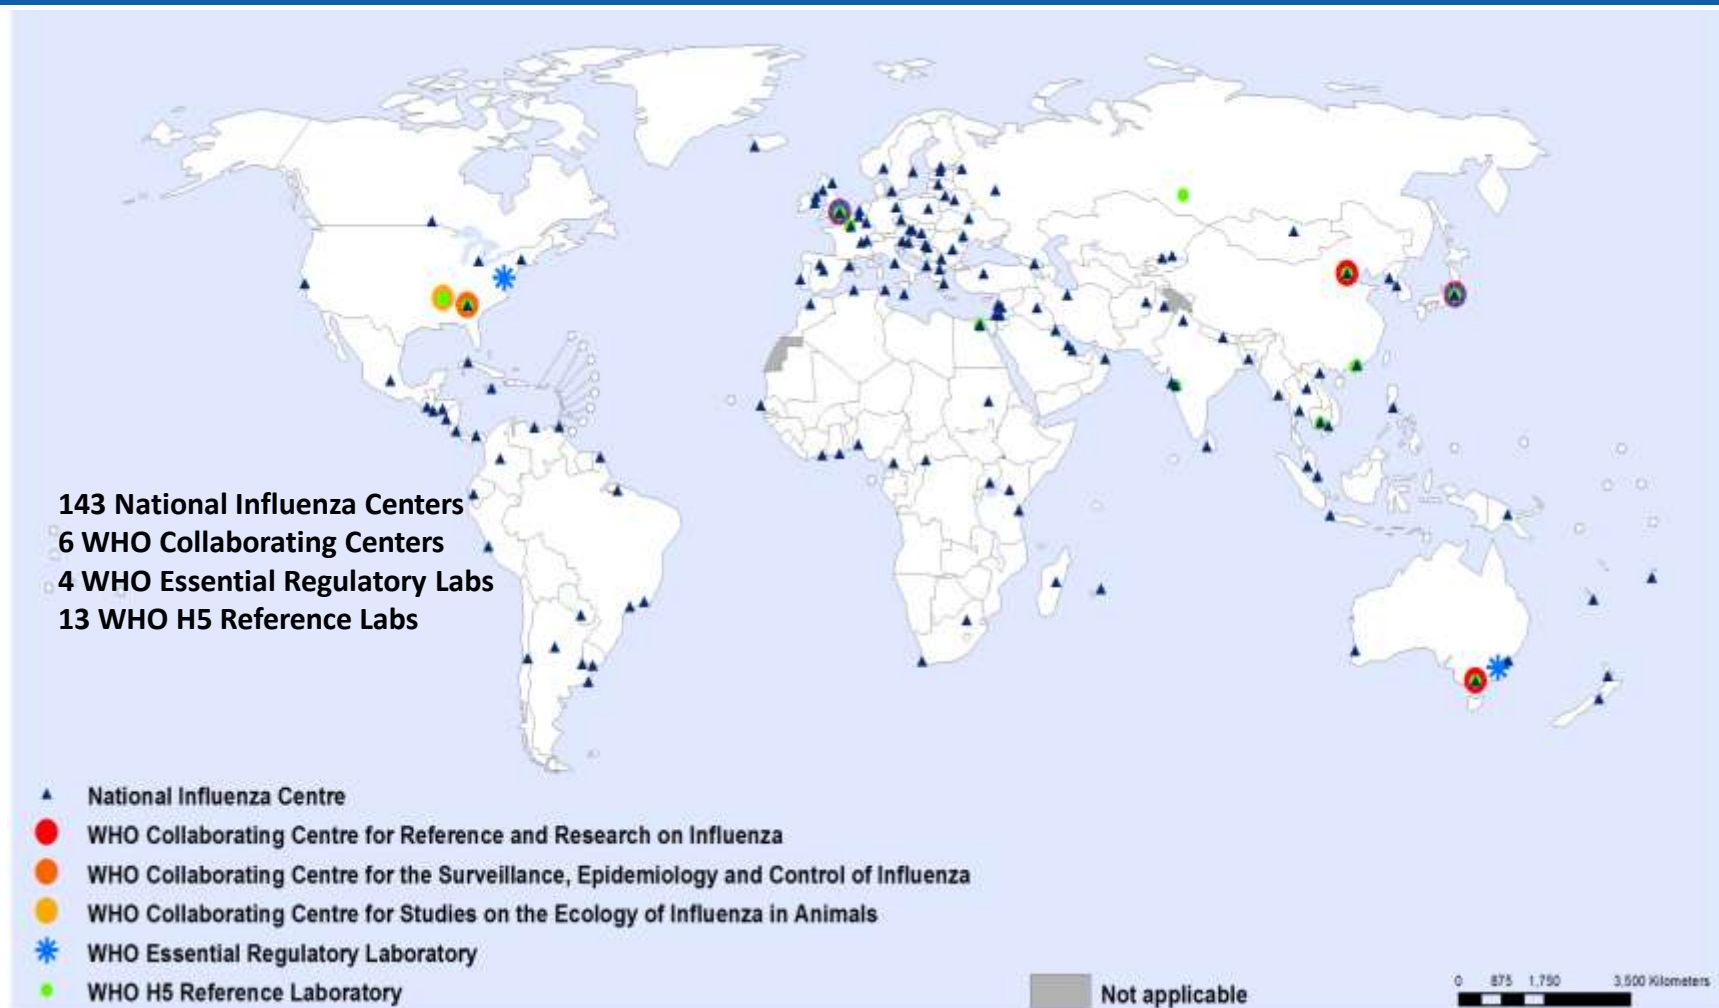 143 National Influenza Centers
6 WHO Collaborating Centers
4 WHO Essential Regulatory Labs
13 WHO H5 Reference Labs
National Influenza Centre
WHO Collaborating Centre for Reference and Research on Influenza
WHO Collaborating Centre for the Surveillance, Epidemiology and Control of Influenza
WHO Collaborating Centre for Studies on the Ecology of Influenza in Animals
WHO Essential Regulatory Laboratory
WHO H5 Reference Laboratory
Not applicable
0 875 1,750 3,500 Kilometers